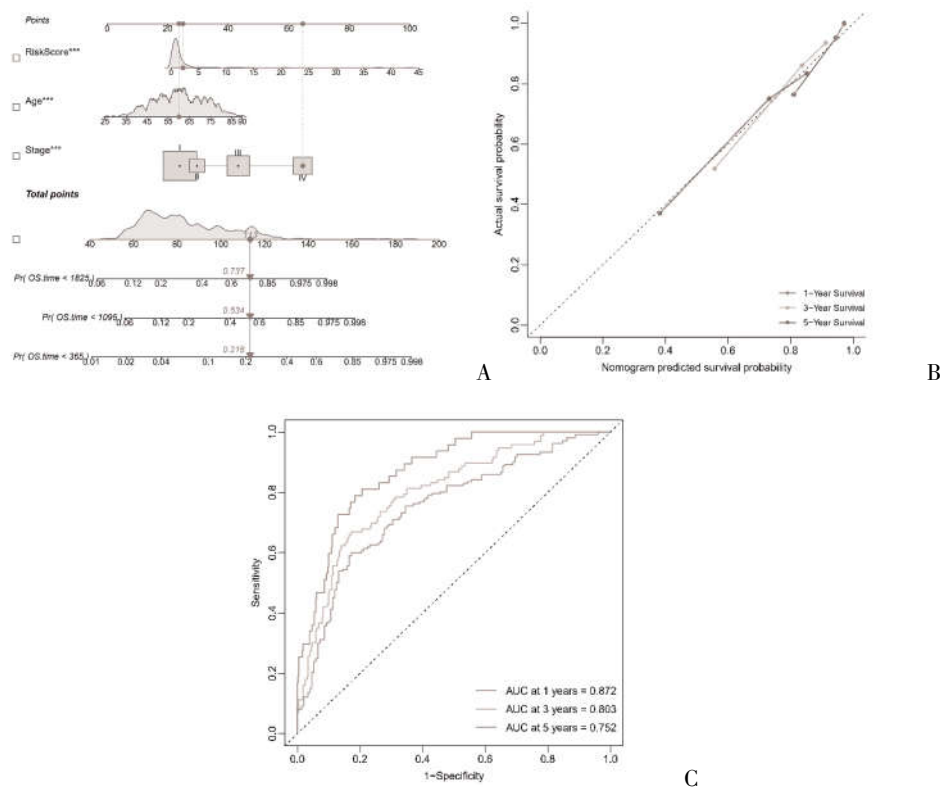 Points
0 20 40 60 80 100
RiskScore***
0 5 10 15 20 25 30 35 40 45
Age***
25 35 45 55 65 75 85 90
Stage***
I
II
III
IV
Total points
40 60 80 100 120 140 160 180 200
0.737
Pr( OS.time < 1825 )
0.06 0.12 0.2 0.4 0.6 0.85 0.975 0.998
0.534
Pr( OS.time < 1095 )
0.06 0.12 0.2 0.4 0.6 0.85 0.975 0.998
0.216
Pr( OS.time < 365 )
0.01 0.02 0.04 0.1 0.2 0.4 0.6 0.85 0.975 0.998
A
Actual survival probability
0.0 0.2 0.4 0.6 0.8 1.0
1-Year Survival
3-Year Survival
5-Year Survival
0.0 0.2 0.4 0.6 0.8 1.0
Nomogram predicted survival probability
B
Sensitivity
0.0 0.2 0.4 0.6 0.8 1.0
AUC at 1 years = 0.872
AUC at 3 years = 0.803
AUC at 5 years = 0.752
0.0 0.2 0.4 0.6 0.8 1.0
1-Specificity
C